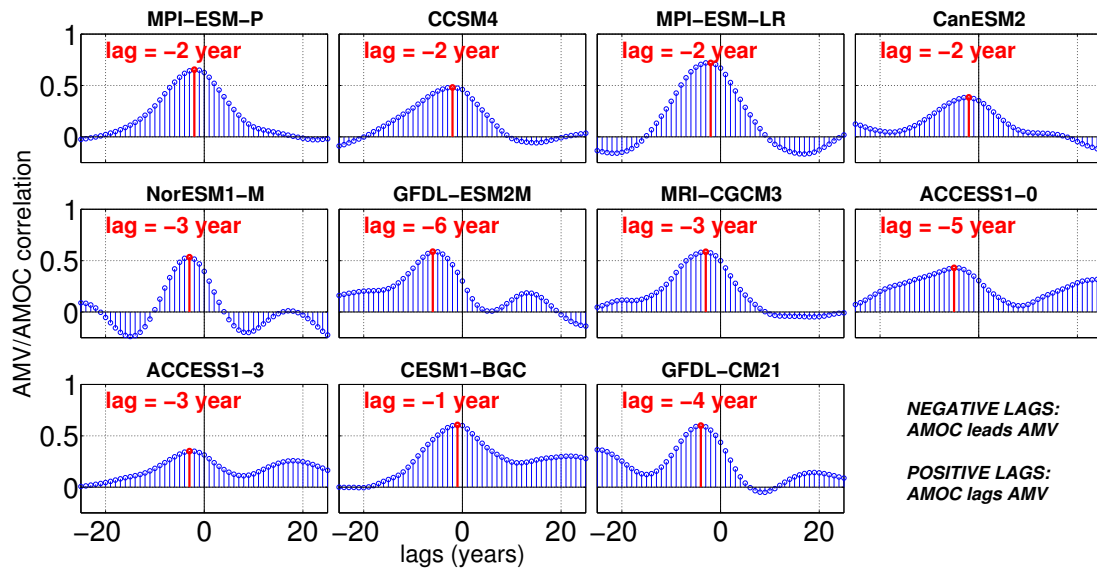 MPI−ESM−P
CCSM4
MPI−ESM−LR
CanESM2
1
lag = −2 year
lag = −2 year
lag = −2 year
lag = −2 year
0.5
0
NorESM1−M
GFDL−ESM2M
MRI−CGCM3
ACCESS1−0
AMV/AMOC correlation
1
lag = −3 year
lag = −6 year
lag = −3 year
lag = −5 year
0.5
0
ACCESS1−3
CESM1−BGC
GFDL−CM21
1
lag = −3 year
lag = −1 year
lag = −4 year
0.5
0
NEGATIVE LAGS:
AMOC leads AMV
POSITIVE LAGS:
AMOC lags AMV
−20 0 20
−20 0 20
−20 0 20
lags (years)